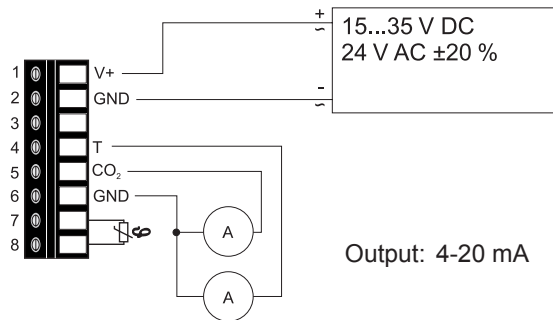 +
~
15...35 V DC
24 V AC ±20 %
-
~
1 V+
2 GND
3
4 T
5 CO₂
6 GND
7
8
A
A
Output: 4-20 mA